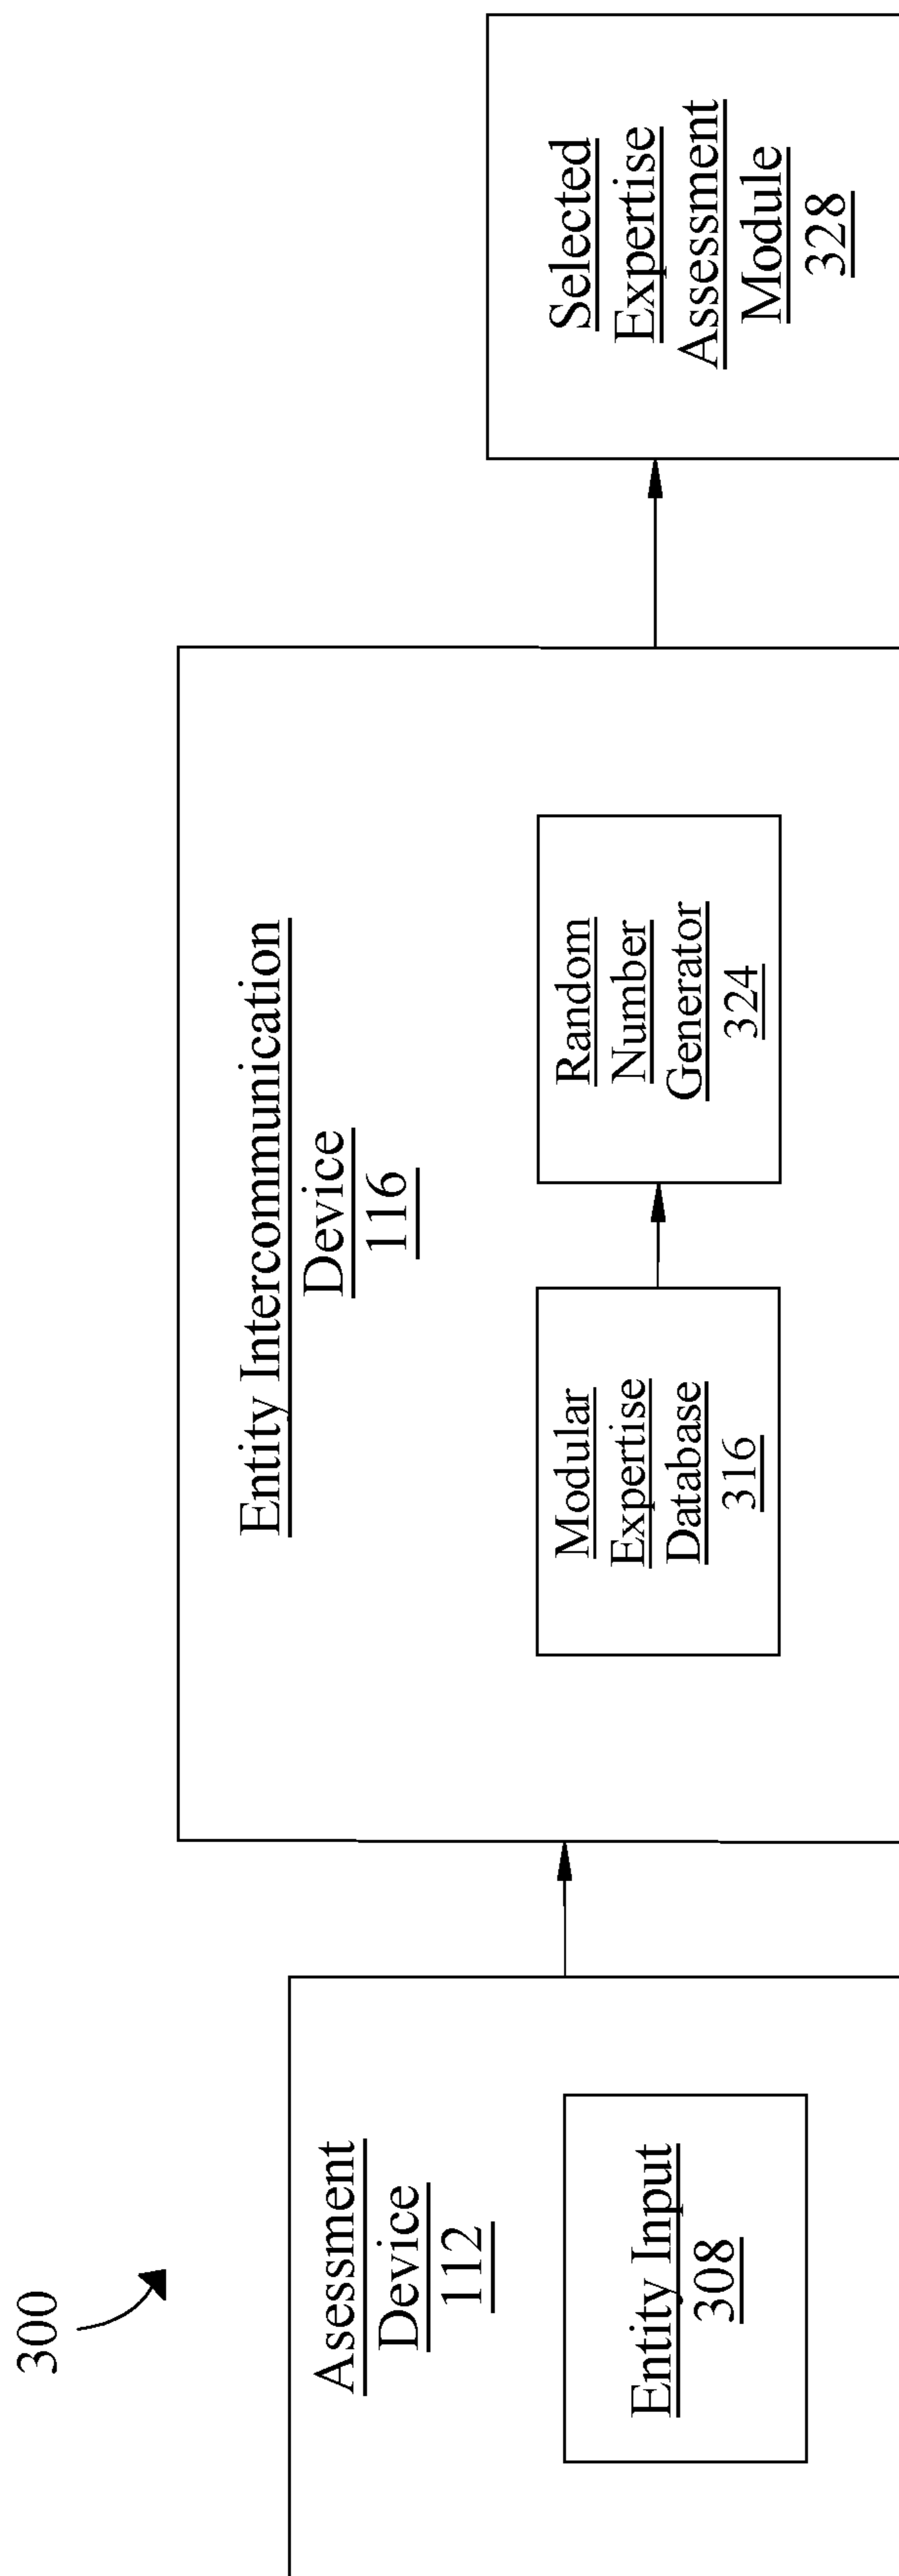 300
Asessment
Device
112
Entity Input
308
Entity Intercommunication
Device
116
Modular
Expertise
Database
316
Random
Number
Generator
324
Selected
Expertise
Assessment
Module
328